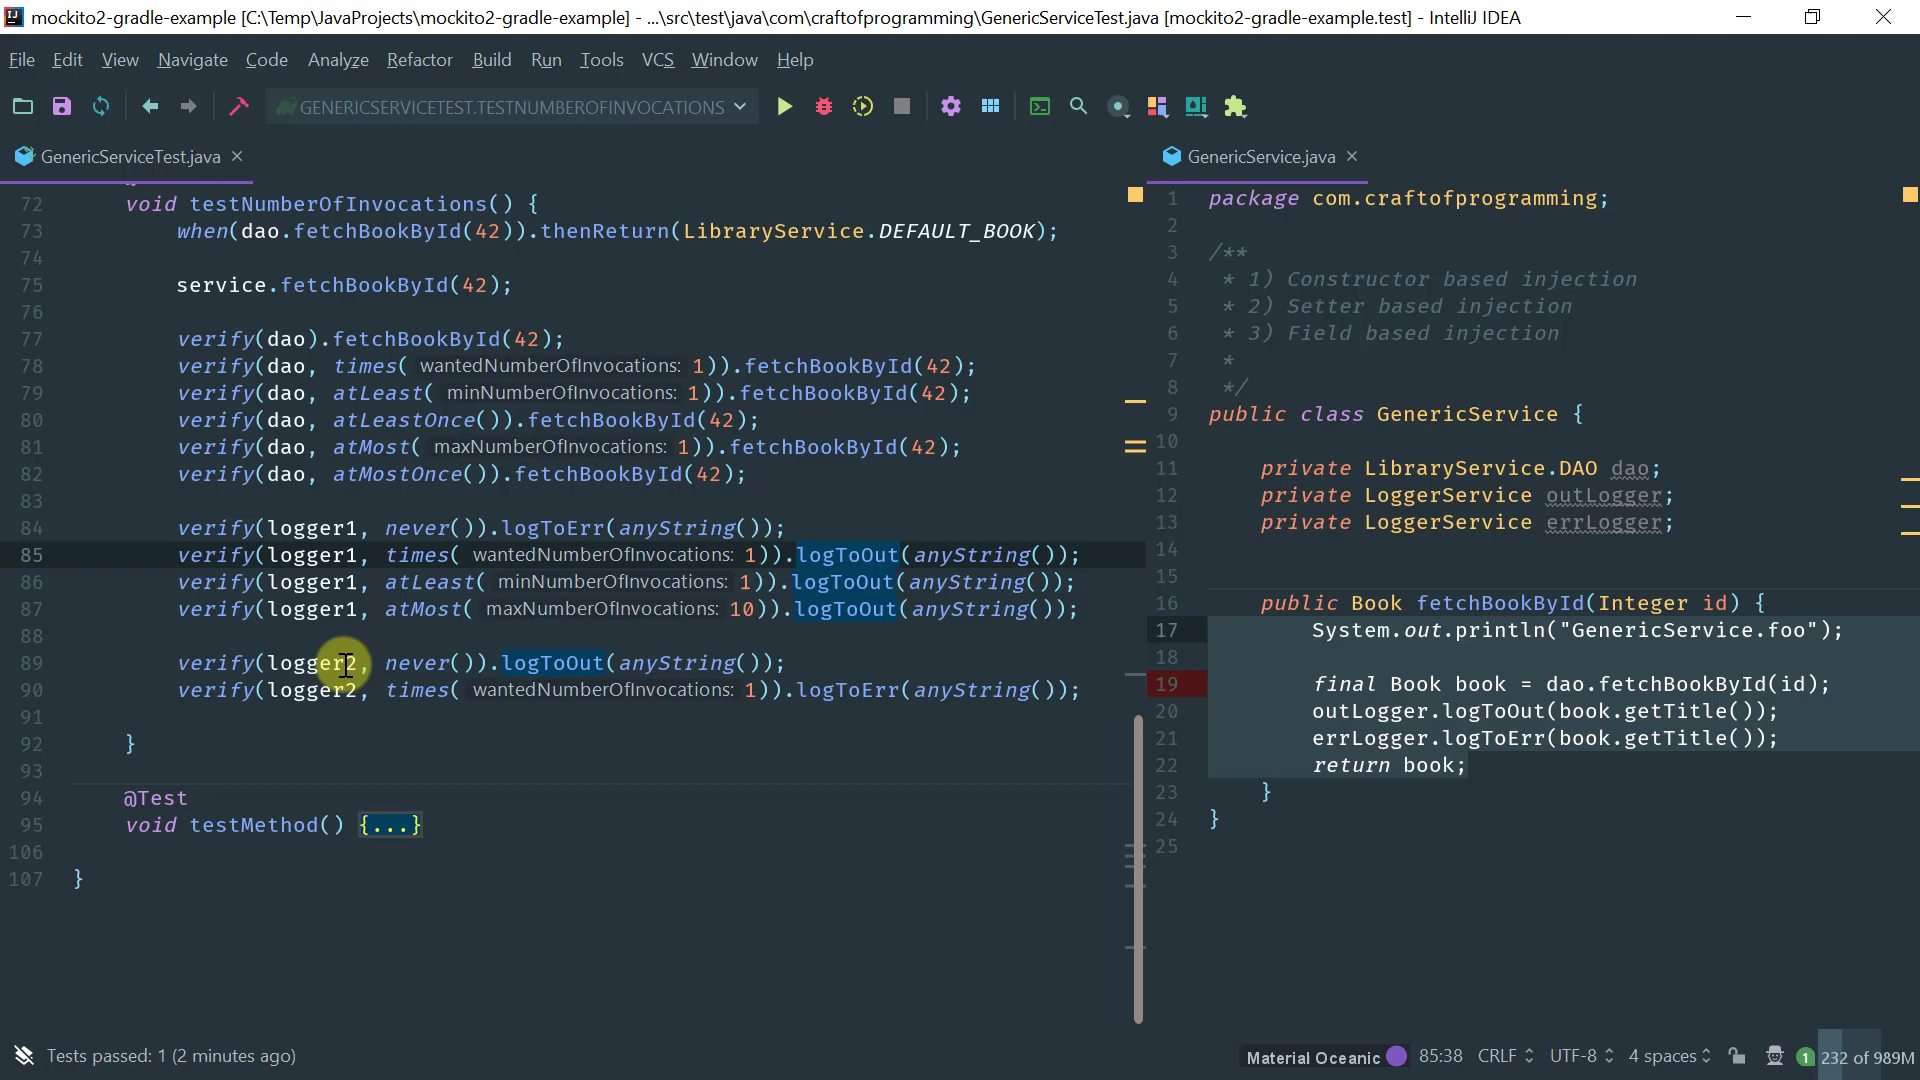 mockito2-gradle-example [C:\Temp\JavaProjects\mockito2-gradle-example] - ...\src\test\java\com\craftofprogramming\GenericServiceTest.java [mockito2-gradle-example.test] - IntelliJ IDEA
File Edit View Navigate Code Analyze Refactor Build Run Tools VCS Window Help
GENERICSERVICETEST.TESTNUMBEROFINVOCATIONS
GenericServiceTest.java
72 void testNumberOfInvocations() {
73 when(dao.fetchBookById(42)).thenReturn(LibraryService.DEFAULT_BOOK);
74
75 service.fetchBookById(42);
76
77 verify(dao).fetchBookById(42);
78 verify(dao, times( wantedNumberOfInvocations: 1)).fetchBookById(42);
79 verify(dao, atLeast( minNumberOfInvocations: 1)).fetchBookById(42);
80 verify(dao, atLeastOnce()).fetchBookById(42);
81 verify(dao, atMost( maxNumberOfInvocations: 1)).fetchBookById(42);
82 verify(dao, atMostOnce()).fetchBookById(42);
83
84 verify(logger1, never()).logToErr(anyString());
85 verify(logger1, times( wantedNumberOfInvocations: 1)).logToOut(anyString());
86 verify(logger1, atLeast( minNumberOfInvocations: 1)).logToOut(anyString());
87 verify(logger1, atMost( maxNumberOfInvocations: 10)).logToOut(anyString());
88
89 verify(logger2, never()).logToOut(anyString());
90 verify(logger2, times( wantedNumberOfInvocations: 1)).logToErr(anyString());
91
92 }
93
94 @Test
95 void testMethod() {...}
106
107 }
GenericService.java
1 package com.craftofprogramming;
2
3 /**
4 * 1) Constructor based injection
5 * 2) Setter based injection
6 * 3) Field based injection
7 *
8 */
9 public class GenericService {
10
11 private LibraryService.DAO dao;
12 private LoggerService outLogger;
13 private LoggerService errLogger;
14
15
16 public Book fetchBookById(Integer id) {
17 System.out.println("GenericService.foo");
18
19 final Book book = dao.fetchBookById(id);
20 outLogger.logToOut(book.getTitle());
21 errLogger.logToErr(book.getTitle());
22 return book;
23 }
24 }
25
Tests passed: 1 (2 minutes ago)
Material Oceanic 85:38 CRLF UTF-8 4 spaces 1 232 of 989M